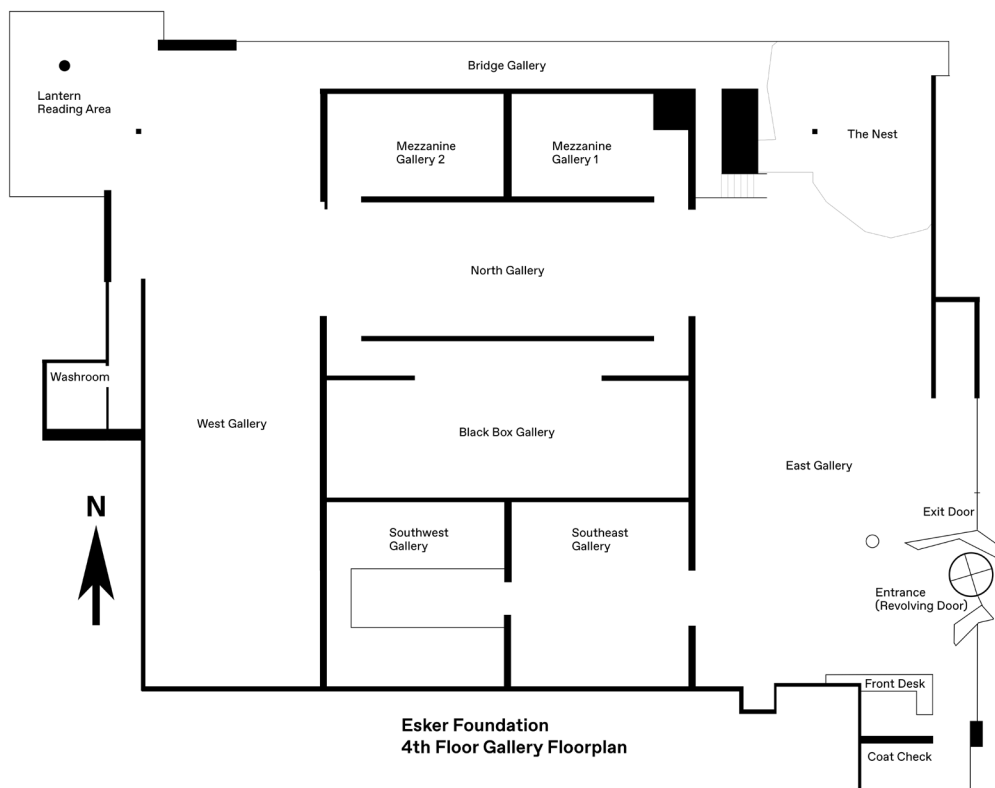 Bridge Gallery
Lantern
Reading Area
Mezzanine
Gallery 2
Mezzanine
Gallery 1
The Nest
North Gallery
Washroom
West Gallery
Black Box Gallery
East Gallery
N
Southwest
Gallery
Southeast
Gallery
Exit Door
Entrance
(Revolving Door)
Front Desk
Esker Foundation
4th Floor Gallery Floorplan
Coat Check